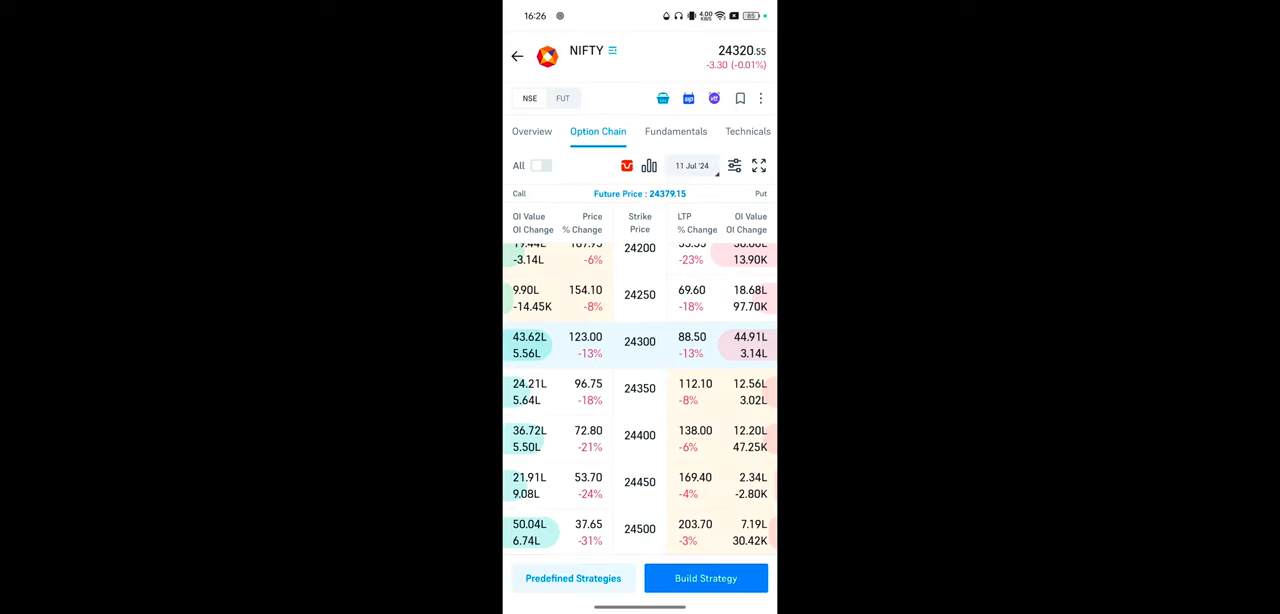 16:26 4.00 KB/S 85
NIFTY 24320.55
-3.30 (-0.01%)
NSE FUT sip vtt
Overview Option Chain Fundamentals Technicals
All 11 Jul '24
Call Future Price : 24379.15 Put
OI Value Price Strike LTP OI Value
OI Change % Change Price % Change OI Change
24200
-3.14L -6% -23% 13.90K
9.90L 154.10 24250 69.60 18.68L
-14.45K -8% -18% 97.70K
43.62L 123.00 24300 88.50 44.91L
5.56L -13% -13% 3.14L
24.21L 96.75 24350 112.10 12.56L
5.64L -18% -8% 3.02L
36.72L 72.80 24400 138.00 12.20L
5.50L -21% -6% 47.25K
21.91L 53.70 24450 169.40 2.34L
9.08L -24% -4% -2.80K
50.04L 37.65 24500 203.70 7.19L
6.74L -31% -3% 30.42K
Predefined Strategies Build Strategy